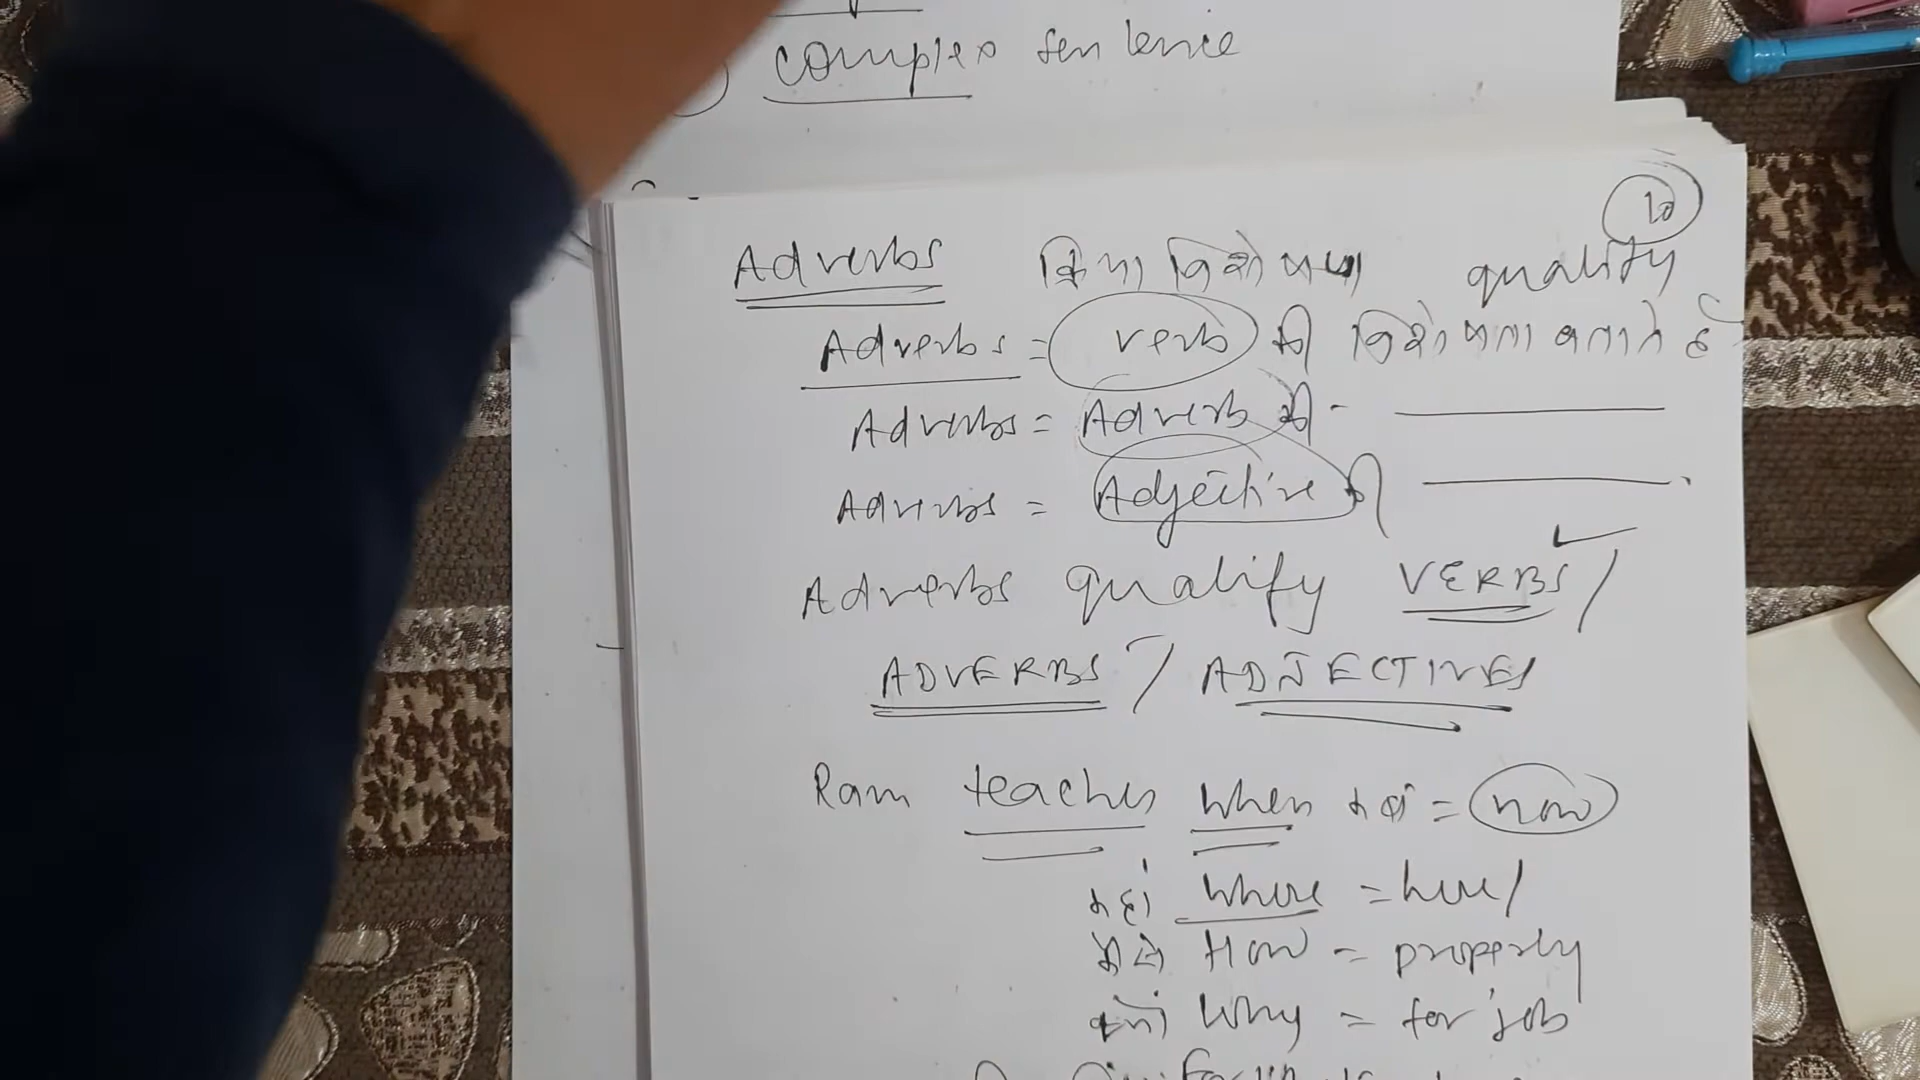 complex sentence
10
Adverbs क्रिया विशेषण qualify
Adverbs = verb की विशेषता बताते हैं
Adverbs = Adverb की -
Adverbs = Adjective की
Adverbs qualify VERBS /
ADVERBS / ADJECTIVES
Ram teaches when कब = now
कहाँ where = here /
कैसे How = properly
क्यों Why = for job